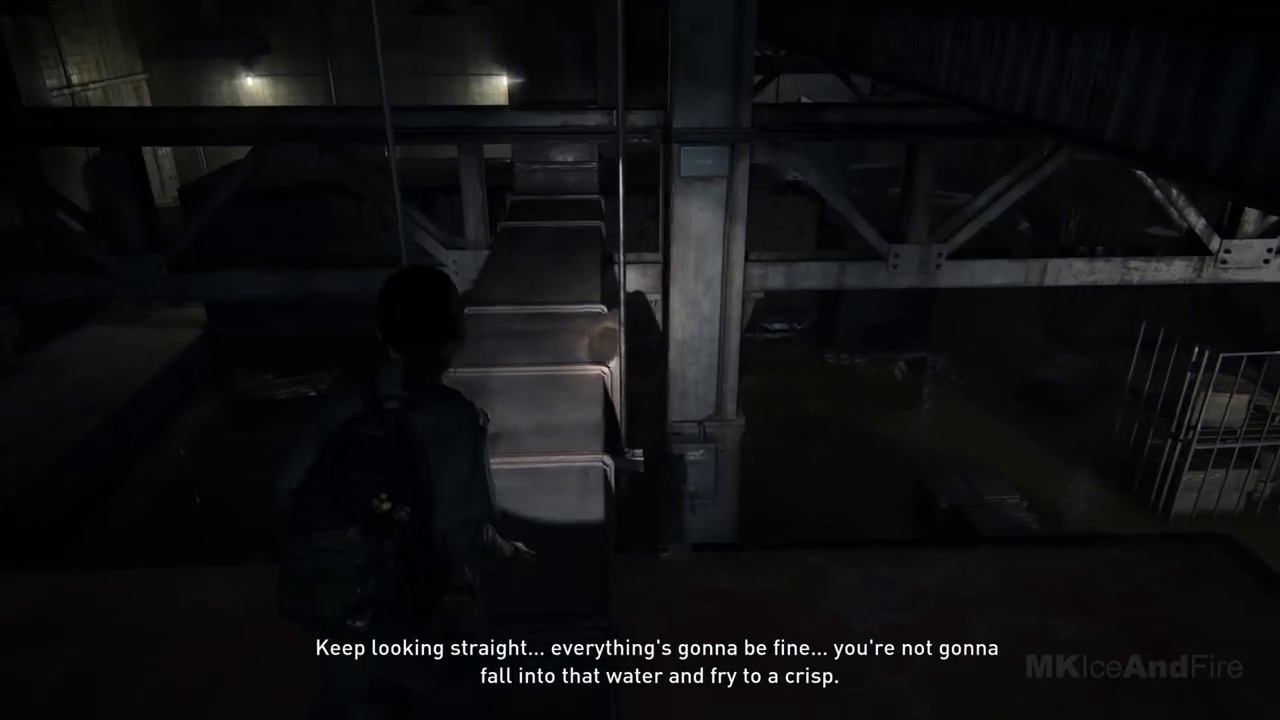 Keep looking straight... everything's gonna be fine... you're not gonna
fall into that water and fry to a crisp.
MKIceAndFire